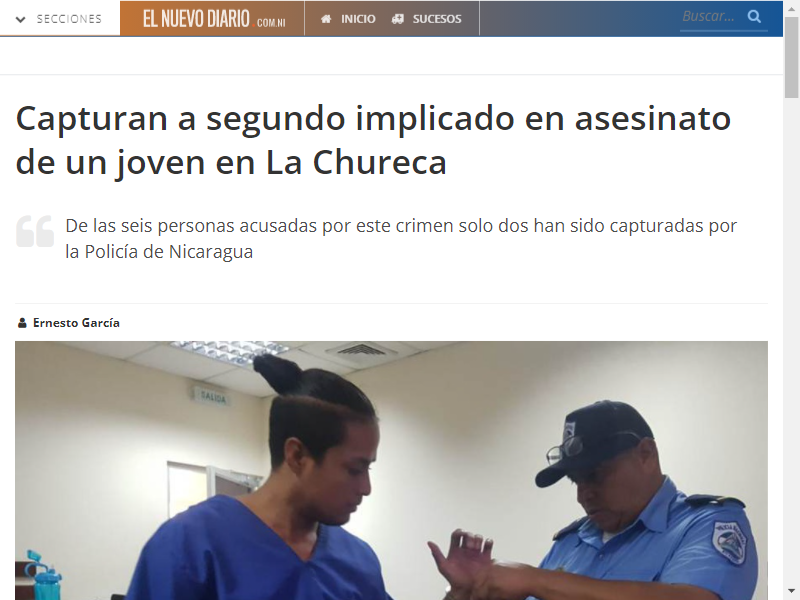 SECCIONES
EL NUEVO DIARIO .COM.NI
INICIO
SUCESOS
Buscar...
Capturan a segundo implicado en asesinato
de un joven en La Chureca
De las seis personas acusadas por este crimen solo dos han sido capturadas por
la Policía de Nicaragua
Ernesto García
SALIDA